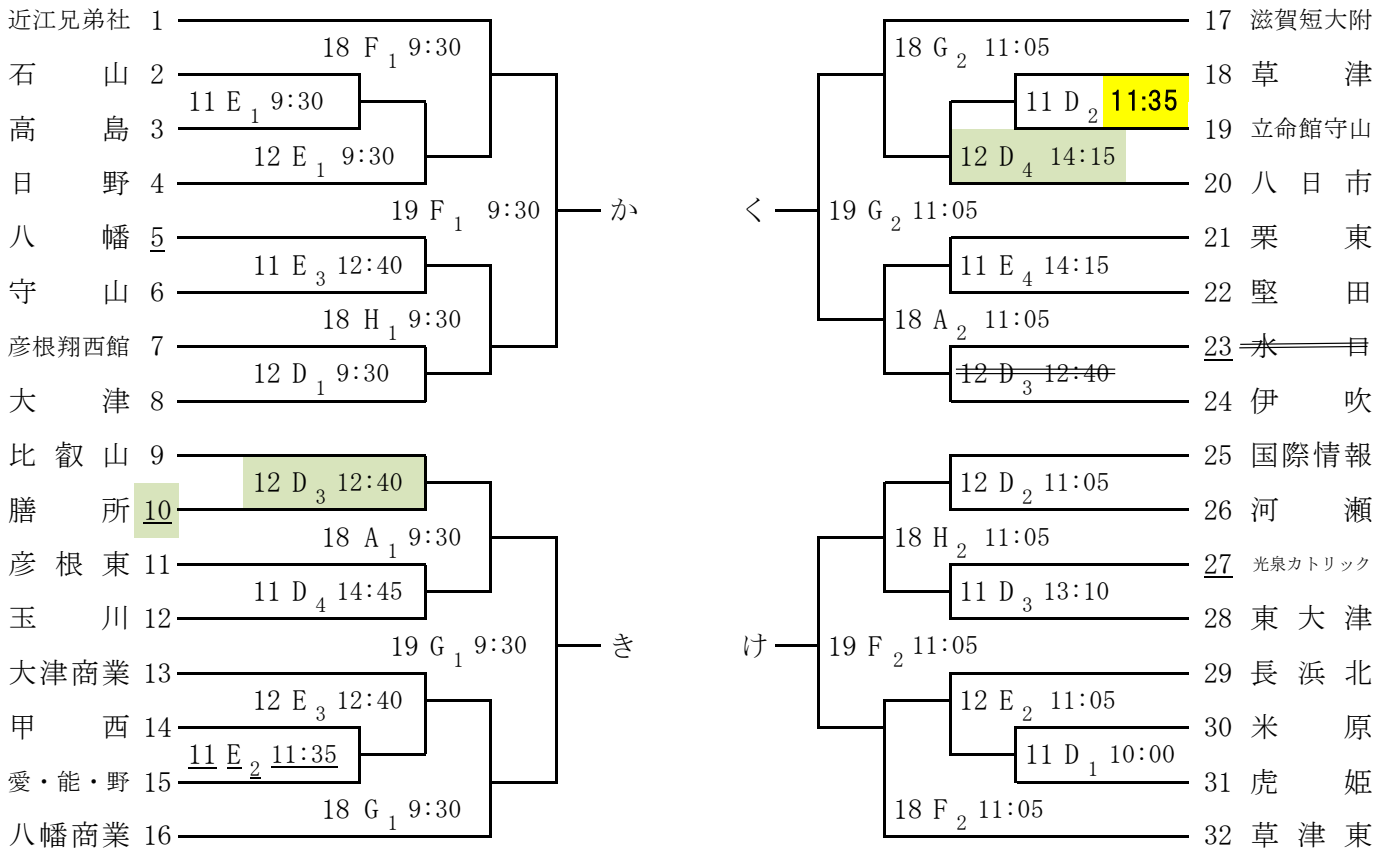 近江兄弟社 1
18 F 1 9:30
石 山 2
11 E 1 9:30
高 島 3
12 E 1 9:30
日 野 4
19 F 1 9:30
か
八 幡 5
11 E 3 12:40
守 山 6
18 H 1 9:30
彦根翔西館 7
12 D 1 9:30
大 津 8
比 叡 山 9
12 D 3 12:40
膳 所 10
18 A 1 9:30
彦 根 東 11
11 D 4 14:45
玉 川 12
19 G 1 9:30
き
大津商業 13
12 E 3 12:40
甲 西 14
11 E 2 11:35
愛・能・野 15
18 G 1 9:30
八幡商業 16
17 滋賀短大附
18 G 2 11:05
18 草 津
11 D 2 11:35
19 立命館守山
12 D 4 14:15
20 八 日 市
く
19 G 2 11:05
21 栗 東
11 E 4 14:15
22 堅 田
18 A 2 11:05
23 水 口
12 D 3 12:40
24 伊 吹
25 国際情報
12 D 2 11:05
26 河 瀬
18 H 2 11:05
27 光泉カトリック
11 D 3 13:10
28 東 大 津
け
19 F 2 11:05
29 長 浜 北
12 E 2 11:05
30 米 原
11 D 1 10:00
31 虎 姫
18 F 2 11:05
32 草 津 東